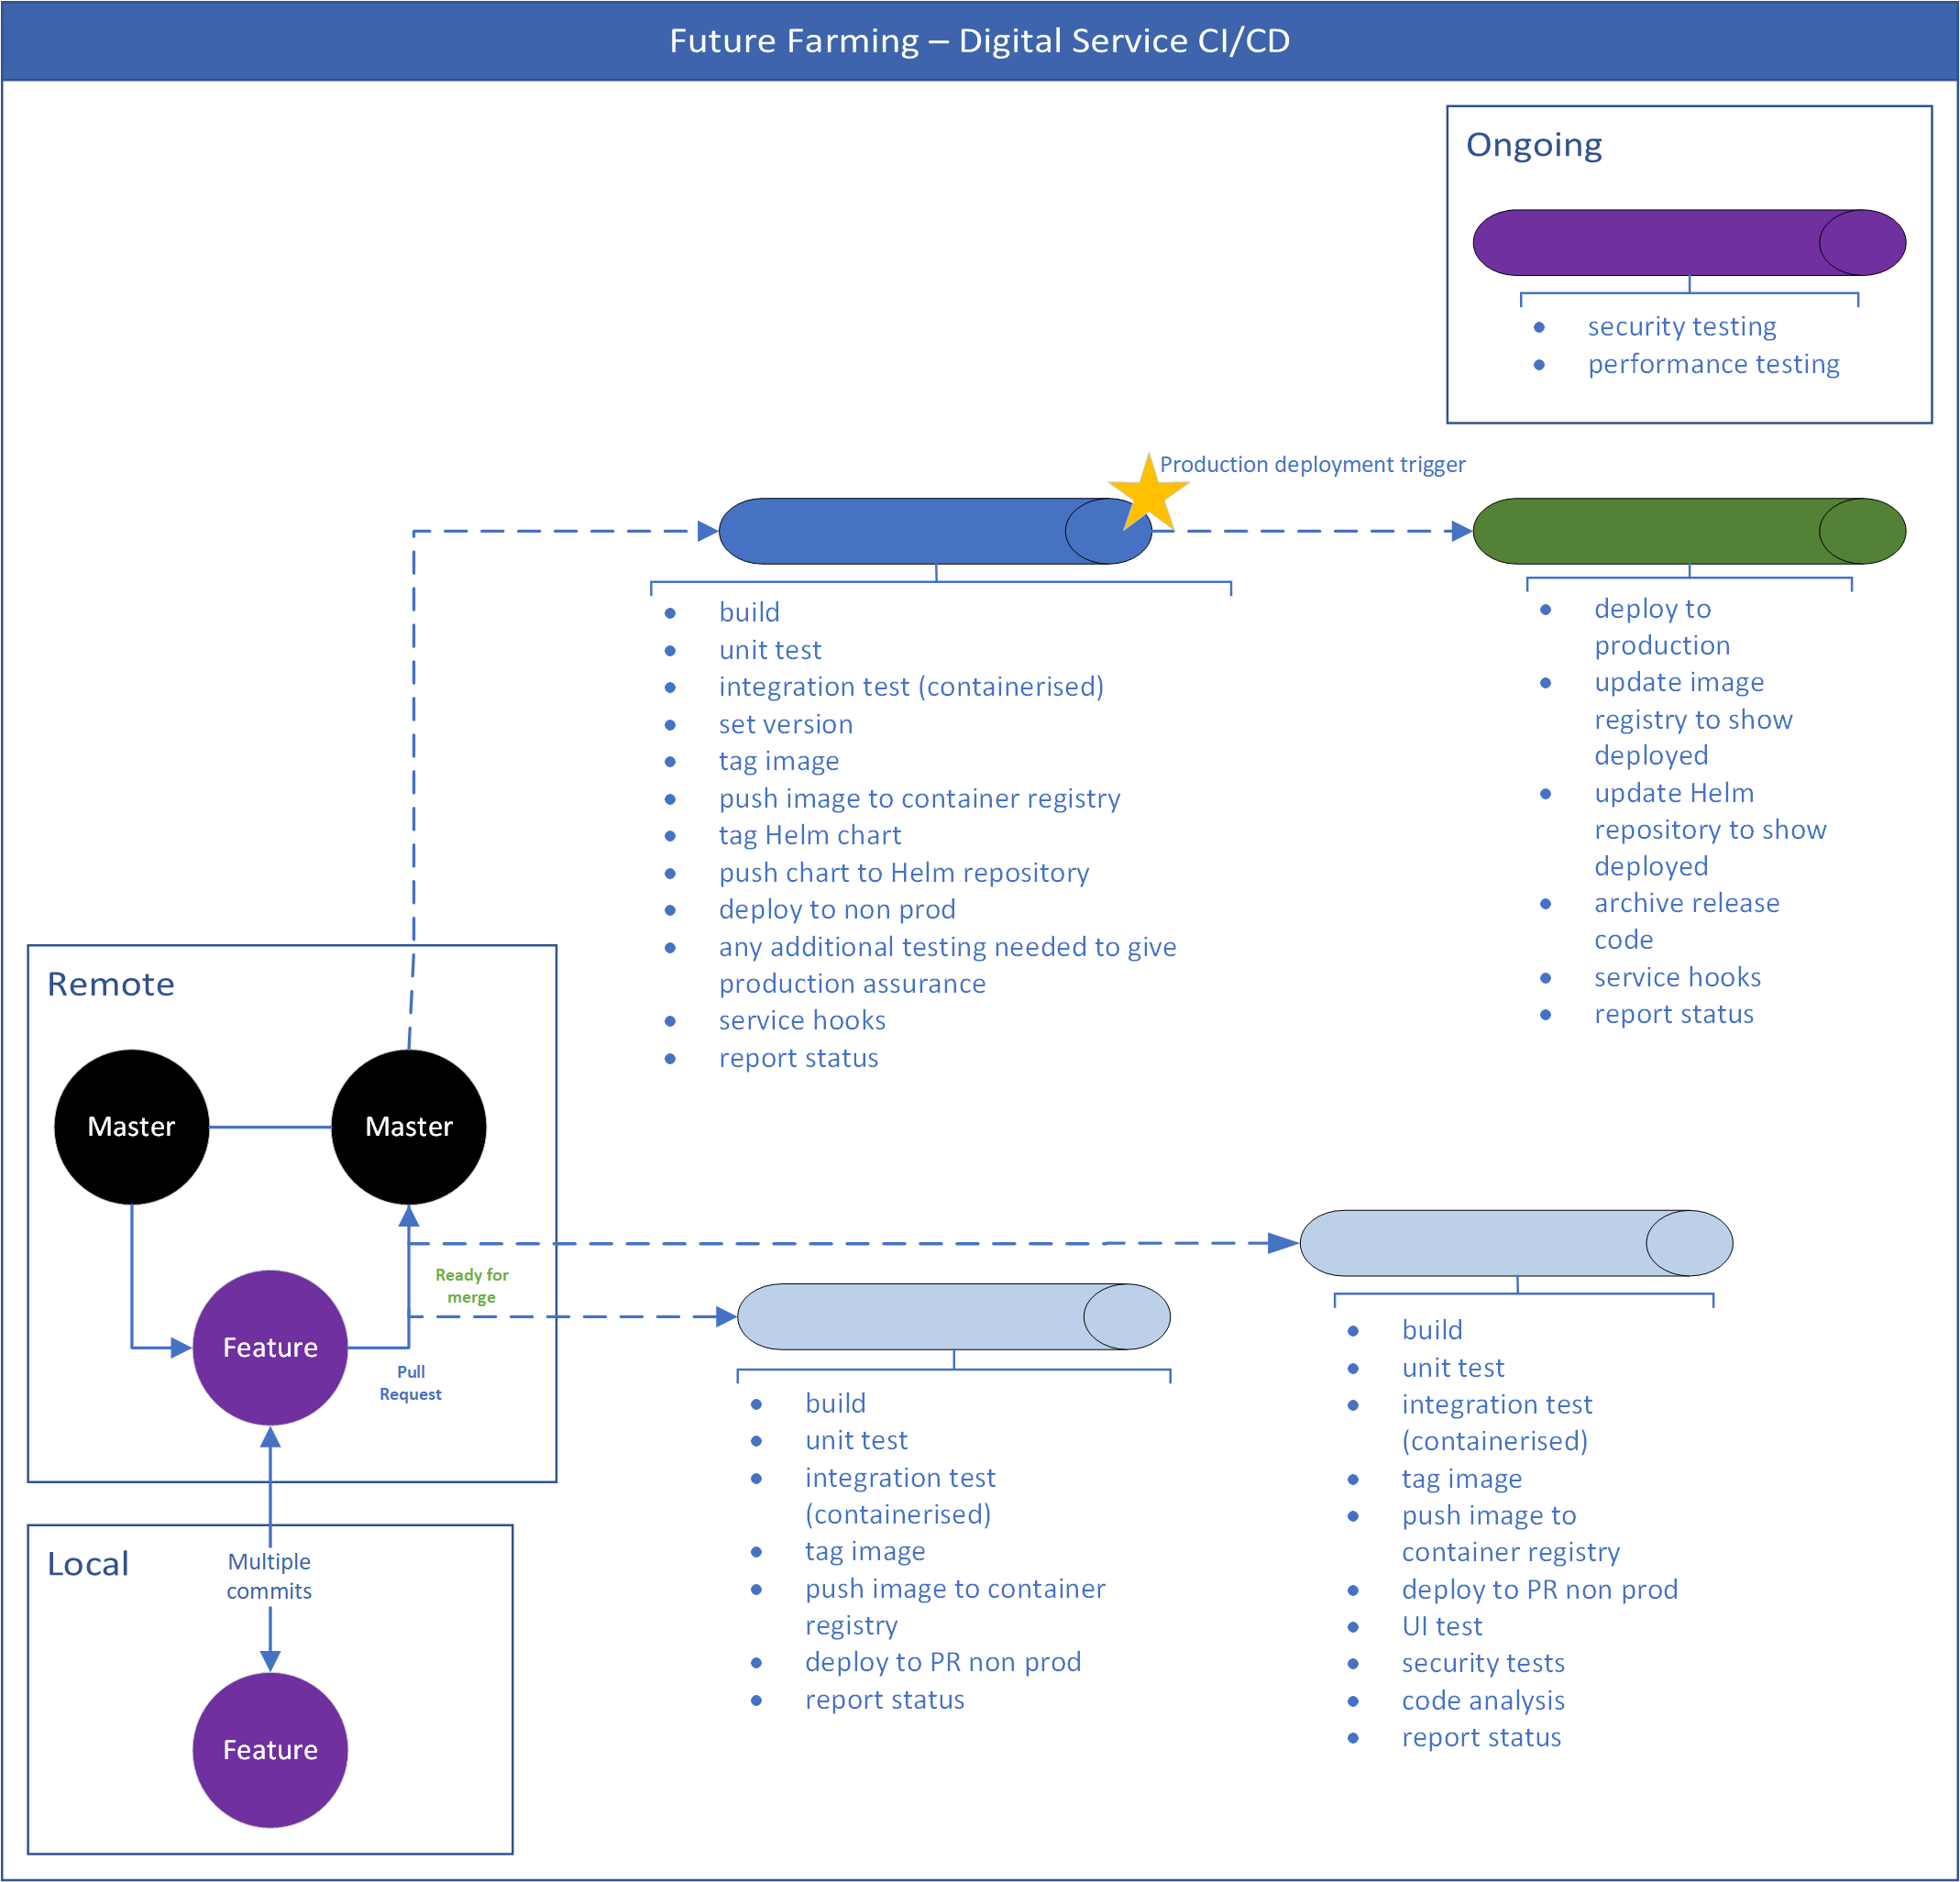 Future Farming – Digital Service CI/CD
Ongoing
security testing
performance testing
Production deployment trigger
build
unit test
integration test (containerised)
set version
tag image
push image to container registry
tag Helm chart
push chart to Helm repository
deploy to non prod
any additional testing needed to give
production assurance
service hooks
report status
deploy to
production
update image
registry to show
deployed
update Helm
repository to show
deployed
archive release
code
service hooks
report status
Remote
Master
Master
Feature
Ready for
merge
Pull
Request
build
unit test
integration test
(containerised)
tag image
push image to container
registry
deploy to PR non prod
report status
build
unit test
integration test
(containerised)
tag image
push image to
container registry
deploy to PR non prod
UI test
security tests
code analysis
report status
Local
Multiple
commits
Feature